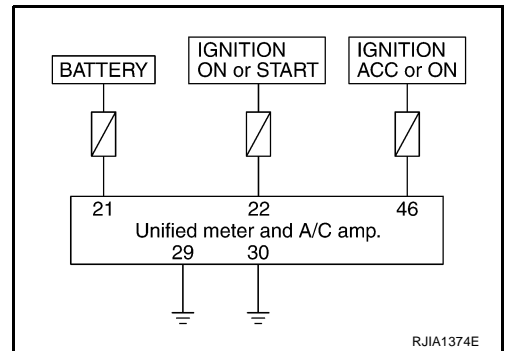 BATTERY
IGNITION
ON or START
IGNITION
ACC or ON
21 22 46
Unified meter and A/C amp.
29 30
RJIA1374E